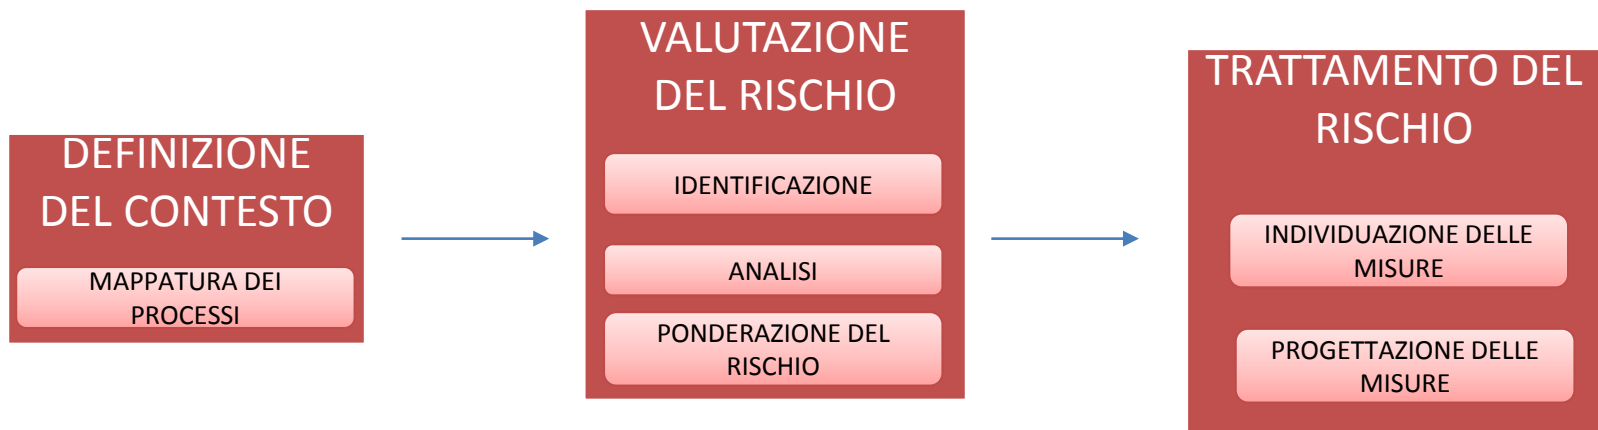 DEFINIZIONE
DEL CONTESTO
MAPPATURA DEI
PROCESSI
VALUTAZIONE
DEL RISCHIO
IDENTIFICAZIONE
ANALISI
PONDERAZIONE DEL
RISCHIO
TRATTAMENTO DEL
RISCHIO
INDIVIDUAZIONE DELLE
MISURE
PROGETTAZIONE DELLE
MISURE